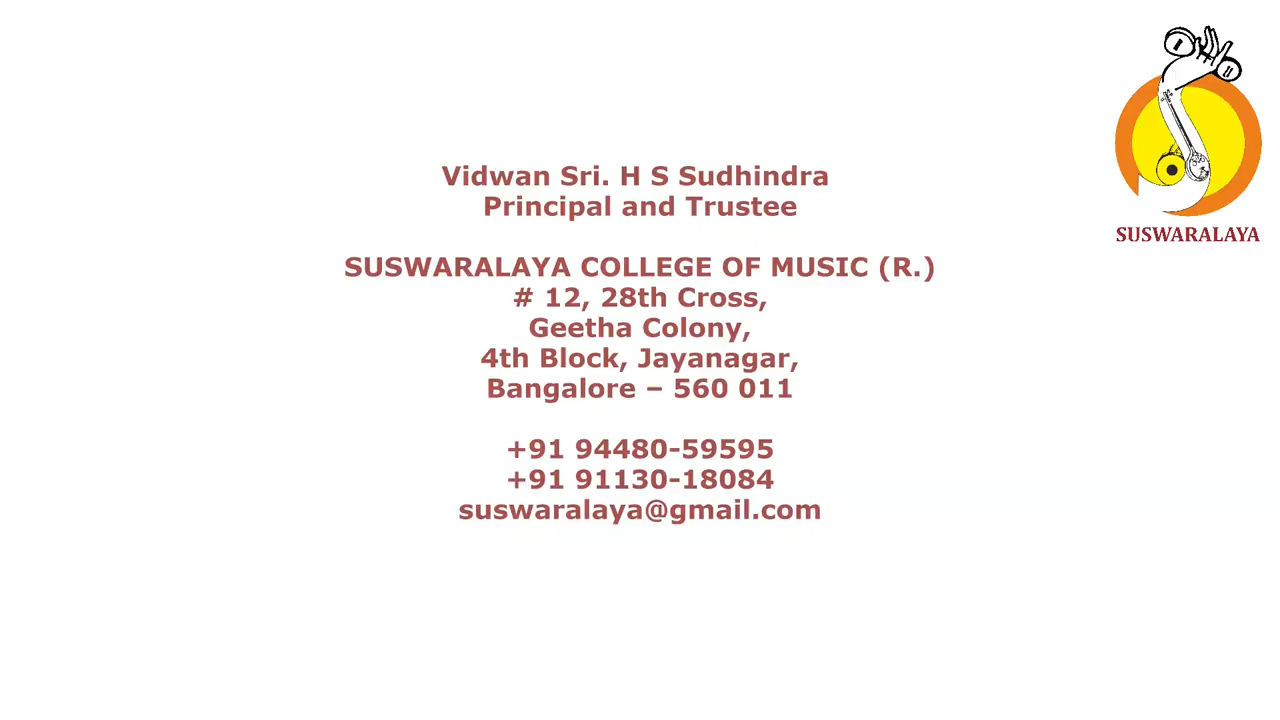 Vidwan Sri. H S Sudhindra
Principal and Trustee
SUSWARALAYA COLLEGE OF MUSIC (R.)
# 12, 28th Cross,
Geetha Colony,
4th Block, Jayanagar,
Bangalore – 560 011
+91 94480-59595
+91 91130-18084
suswaralaya@gmail.com
SUSWARALAYA